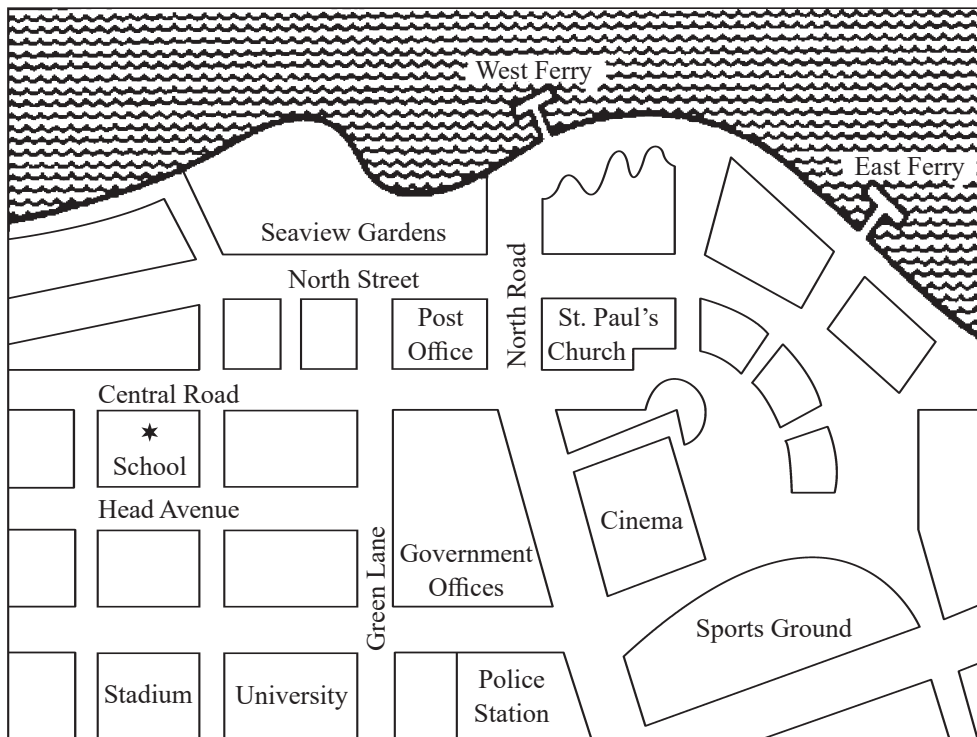 West Ferry
East Ferry
Seaview Gardens
North Street
North Road
Post
Office
St. Paul's
Church
Central Road
School
Head Avenue
Cinema
Government
Offices
Green Lane
Sports Ground
Stadium
University
Police
Station